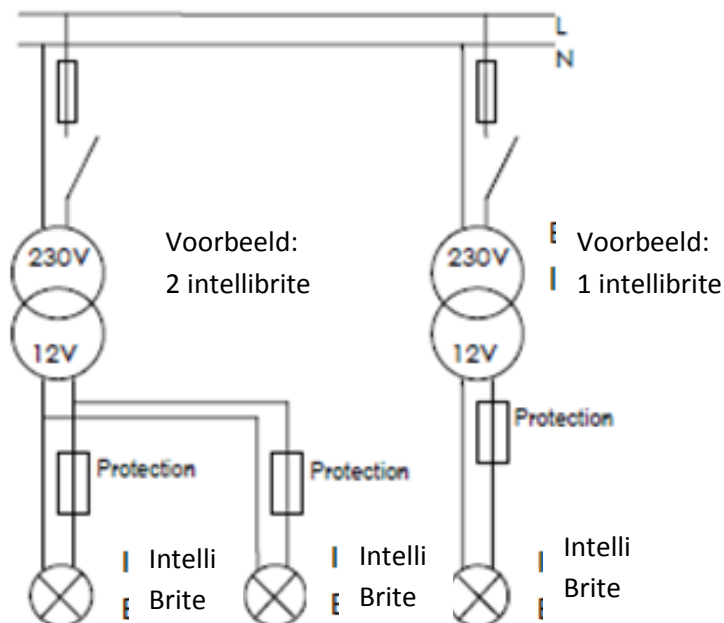 L
N
230V
12V
Voorbeeld:
2 intellibrite
230V
12V
Voorbeeld:
1 intellibrite
Protection
Protection
Protection
Intelli
Brite
Intelli
Brite
Intelli
Brite